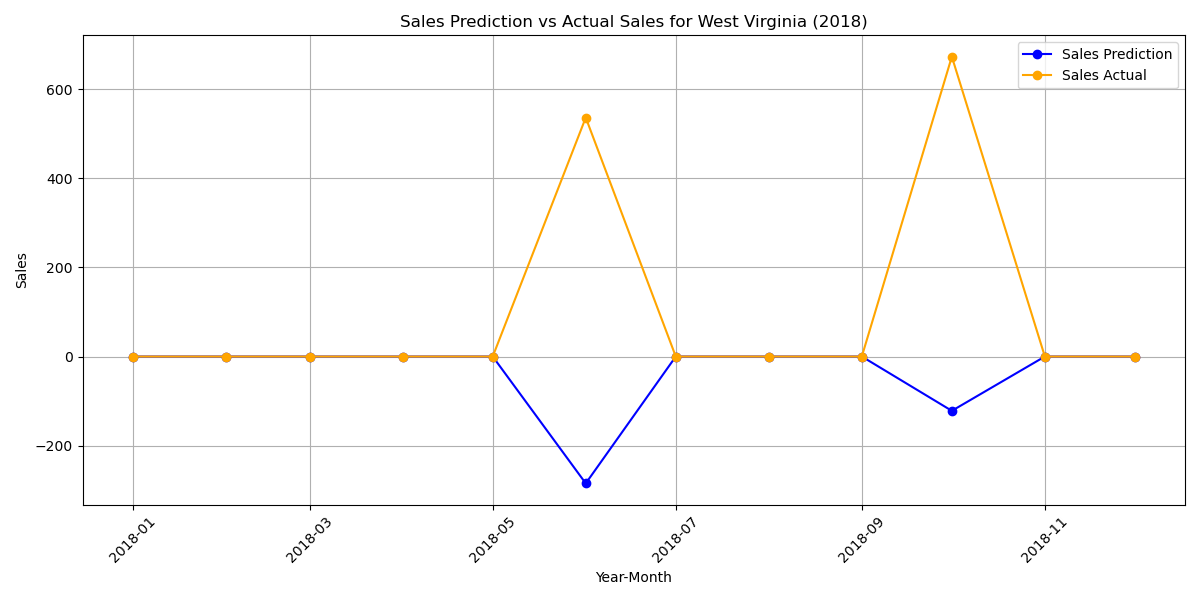 Sales Prediction vs Actual Sales for West Virginia (2018)
Sales Prediction
Sales Actual
Sales
600
400
200
0
−200
2018-01
2018-03
2018-05
2018-07
2018-09
2018-11
Year-Month